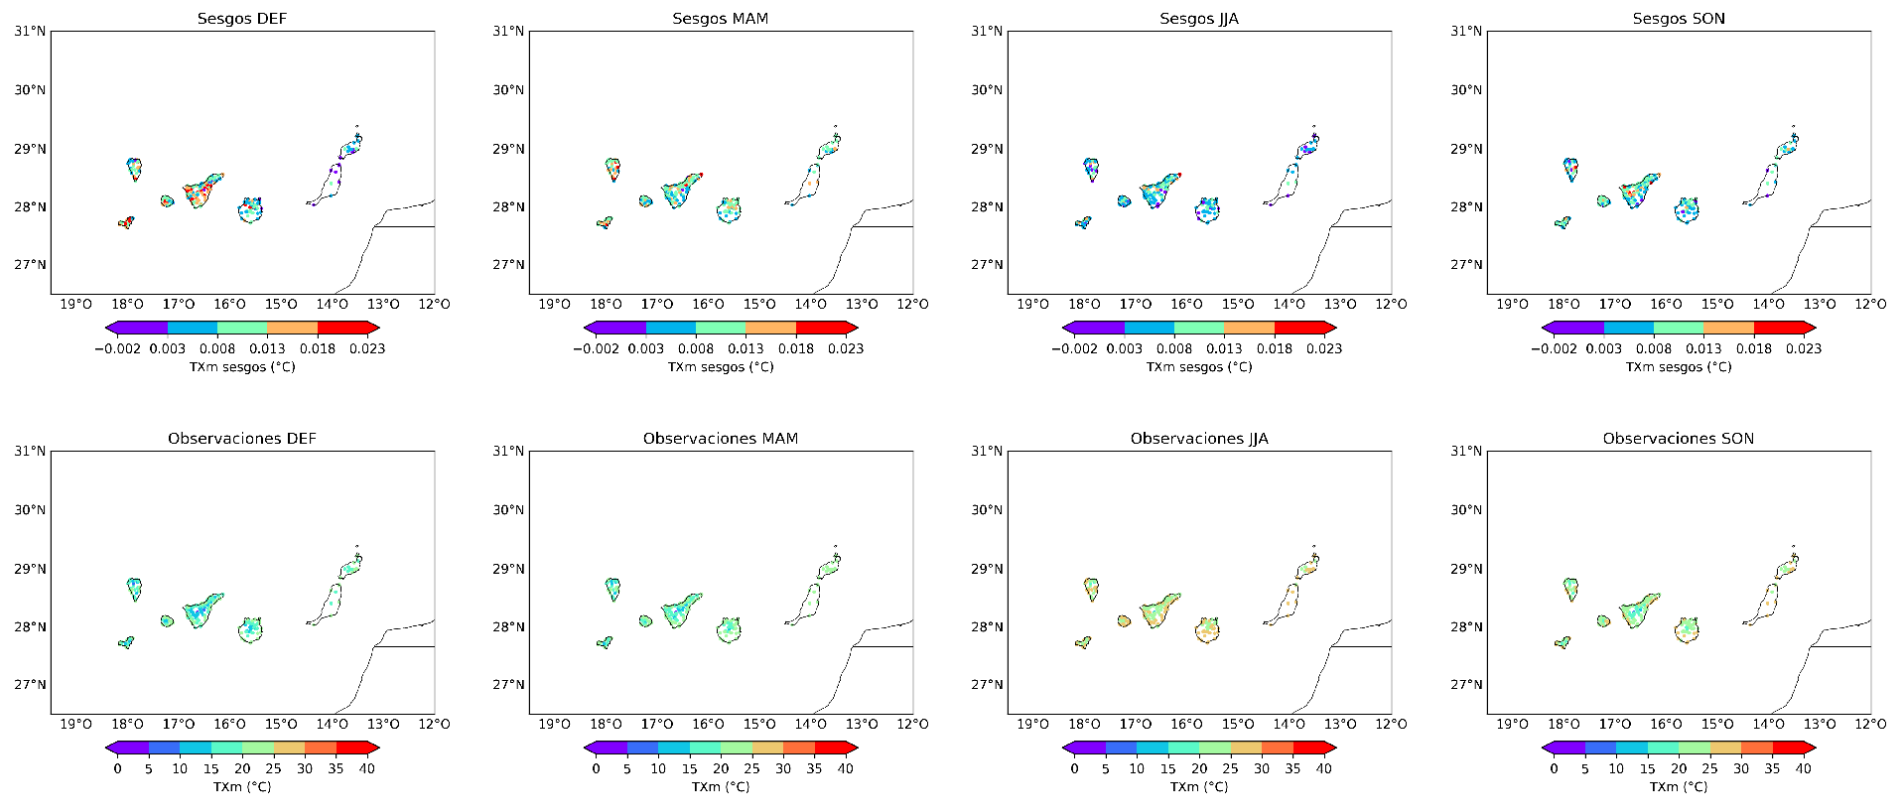 Sesgos DEF
31°N
30°N
29°N
28°N
27°N
19°O 18°O 17°O 16°O 15°O 14°O 13°O 12°O
−0.002 0.003 0.008 0.013 0.018 0.023
TXm sesgos (°C)
Sesgos MAM
31°N
30°N
29°N
28°N
27°N
19°O 18°O 17°O 16°O 15°O 14°O 13°O 12°O
−0.002 0.003 0.008 0.013 0.018 0.023
TXm sesgos (°C)
Sesgos JJA
31°N
30°N
29°N
28°N
27°N
19°O 18°O 17°O 16°O 15°O 14°O 13°O 12°O
−0.002 0.003 0.008 0.013 0.018 0.023
TXm sesgos (°C)
Sesgos SON
31°N
30°N
29°N
28°N
27°N
19°O 18°O 17°O 16°O 15°O 14°O 13°O 12°O
−0.002 0.003 0.008 0.013 0.018 0.023
TXm sesgos (°C)
Observaciones DEF
31°N
30°N
29°N
28°N
27°N
19°O 18°O 17°O 16°O 15°O 14°O 13°O 12°O
0 5 10 15 20 25 30 35 40
TXm (°C)
Observaciones MAM
31°N
30°N
29°N
28°N
27°N
19°O 18°O 17°O 16°O 15°O 14°O 13°O 12°O
0 5 10 15 20 25 30 35 40
TXm (°C)
Observaciones JJA
31°N
30°N
29°N
28°N
27°N
19°O 18°O 17°O 16°O 15°O 14°O 13°O 12°O
0 5 10 15 20 25 30 35 40
TXm (°C)
Observaciones SON
31°N
30°N
29°N
28°N
27°N
19°O 18°O 17°O 16°O 15°O 14°O 13°O 12°O
0 5 10 15 20 25 30 35 40
TXm (°C)